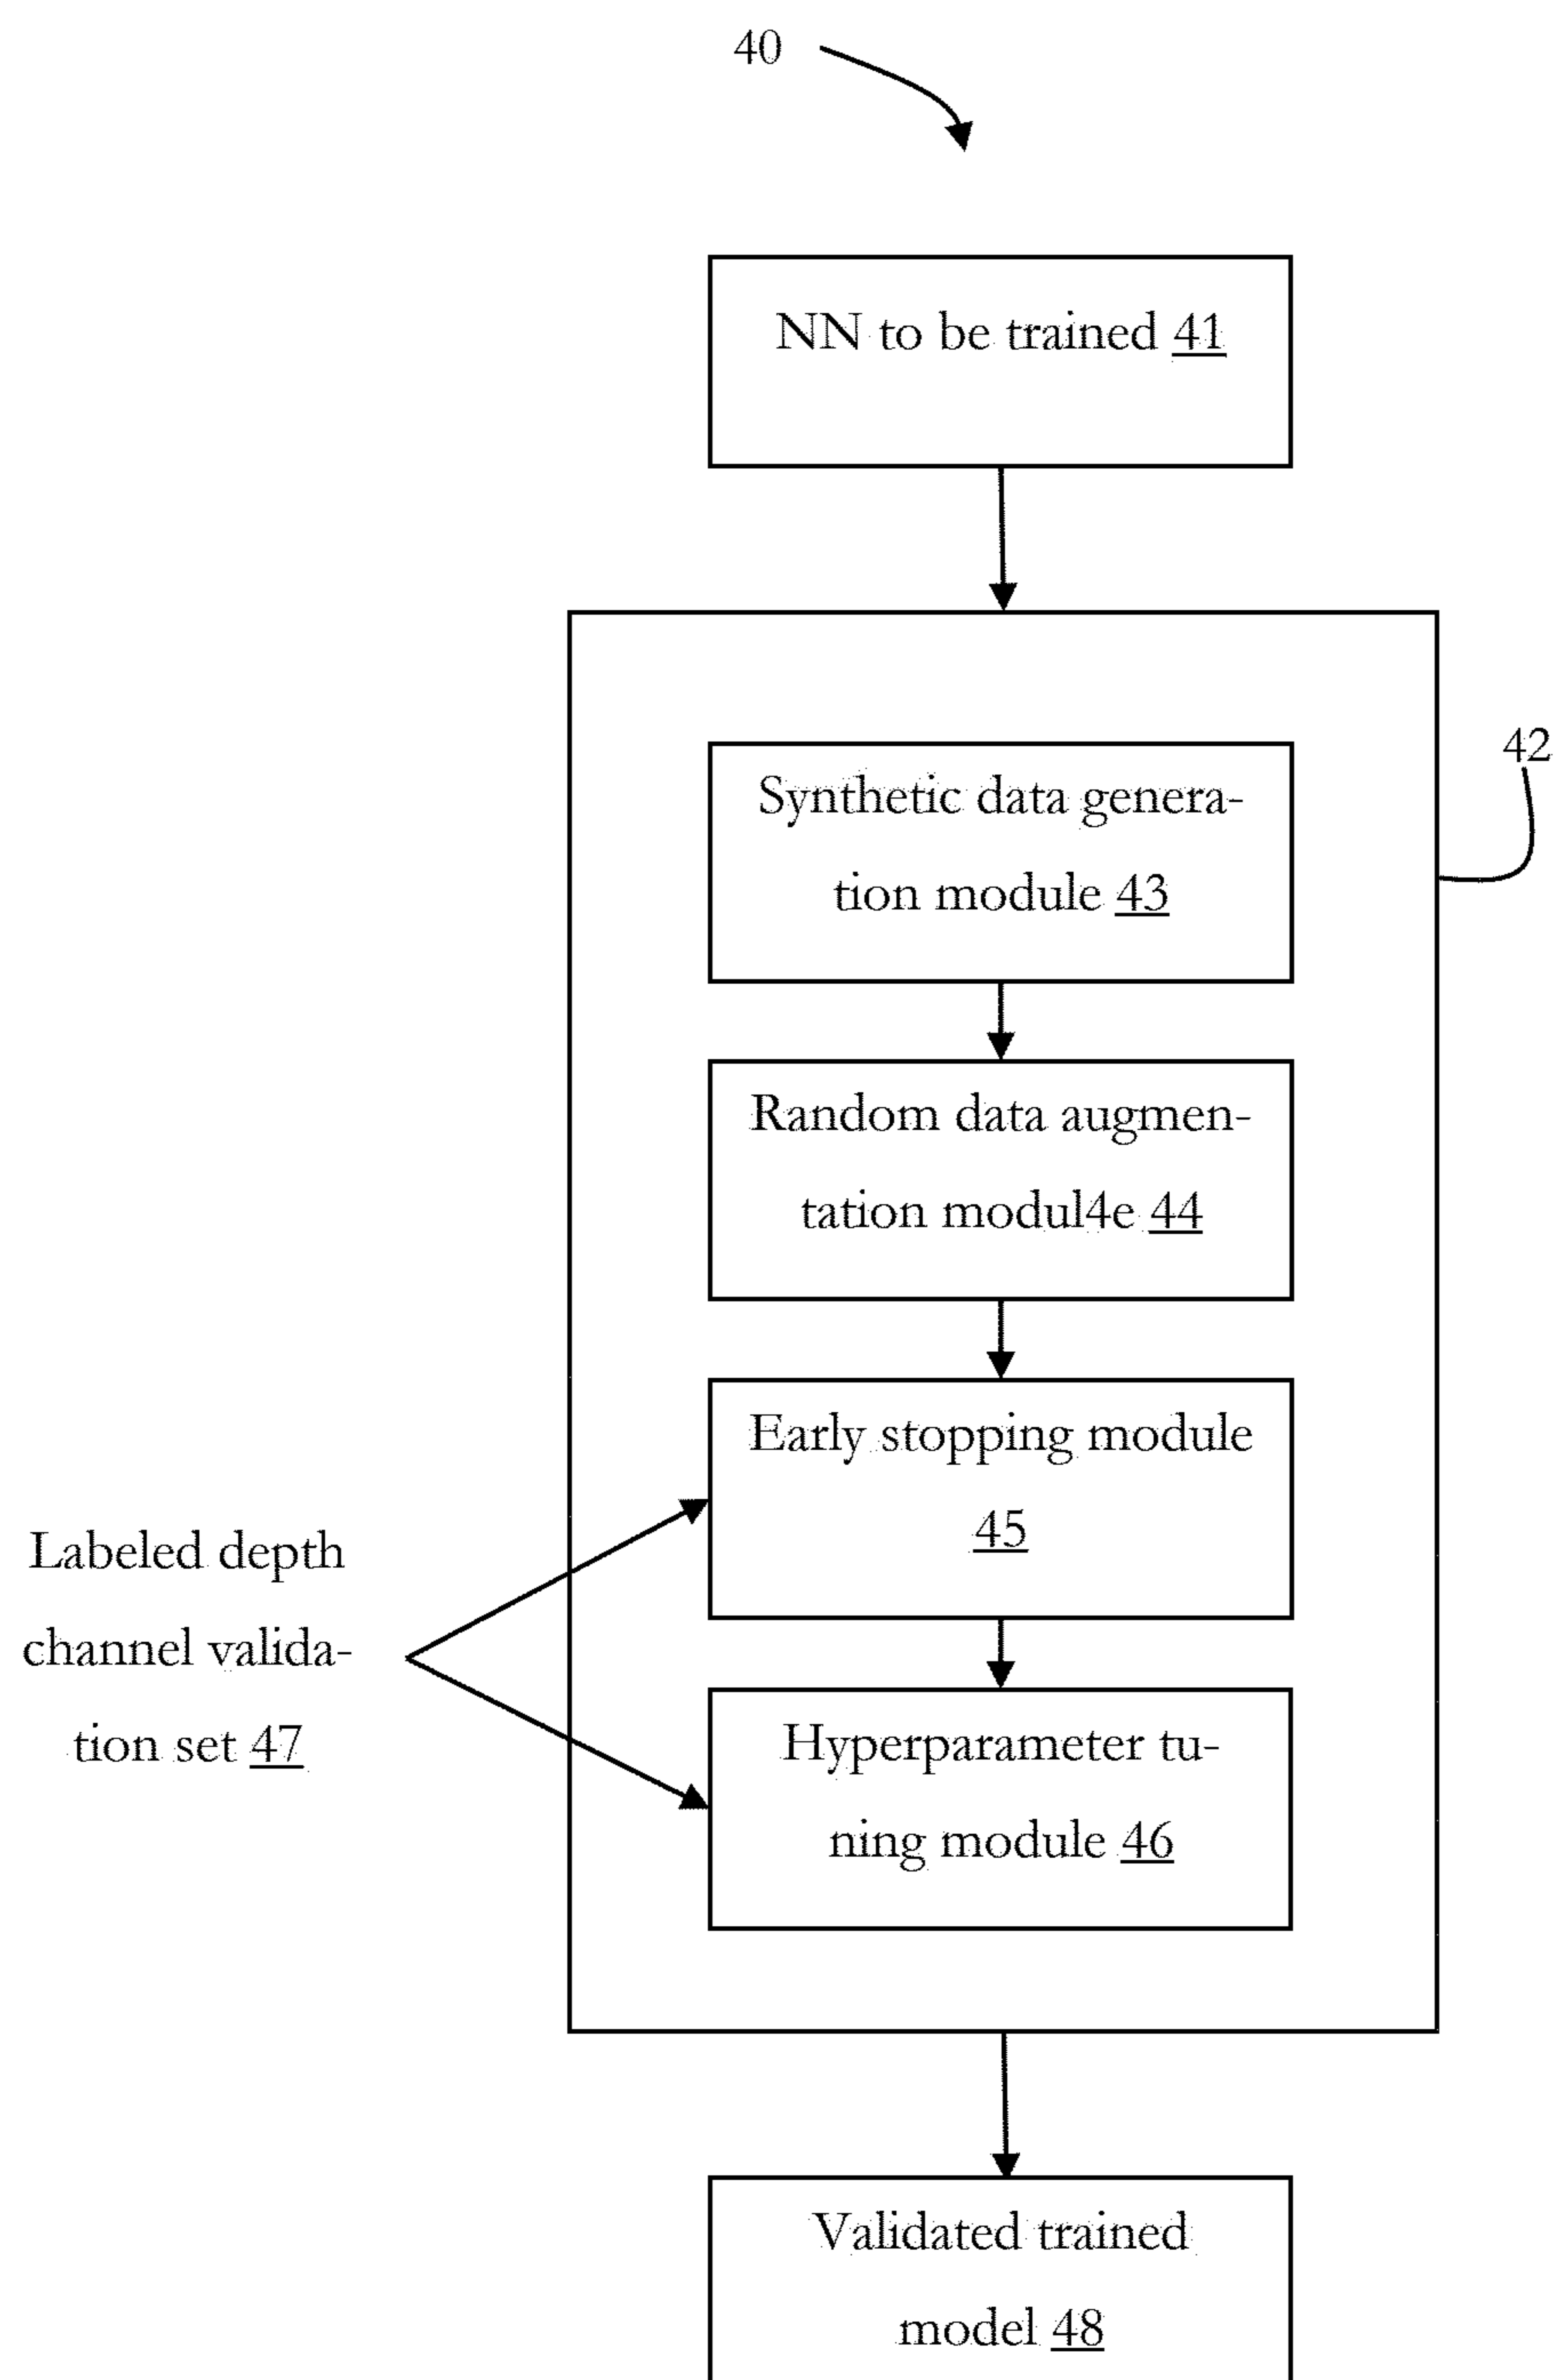 40
NN to be trained 41
42
Synthetic data genera-
tion module 43
Random data augmen-
tation modul4e 44
Early stopping module
45
Labeled depth
channel valida-
tion set 47
Hyperparameter tu-
ning module 46
Validated trained
model 48